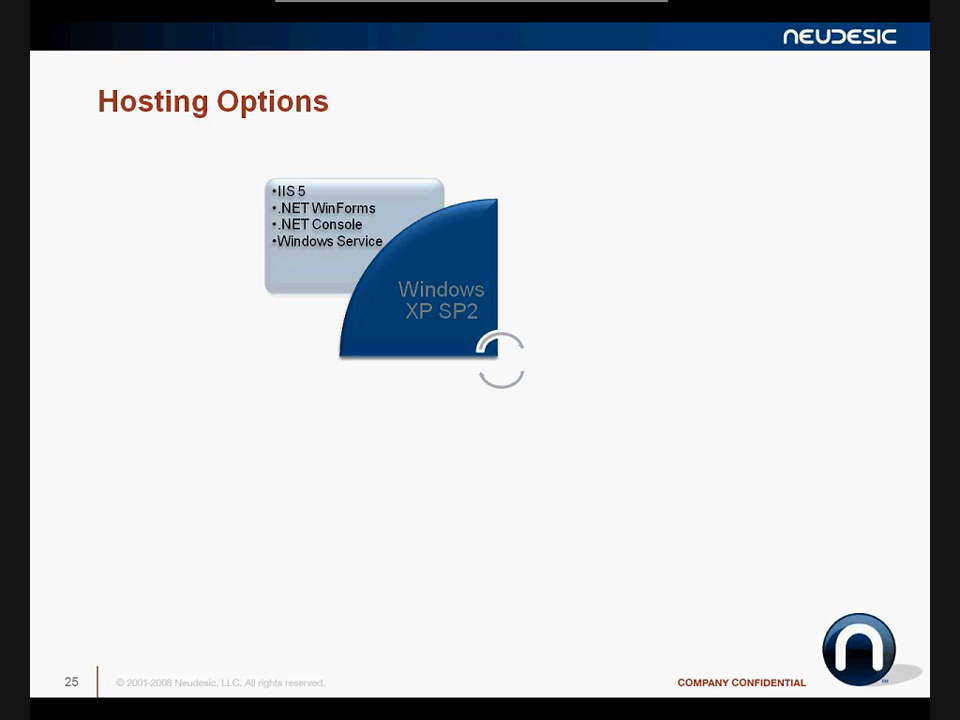 NEUDESIC
Hosting Options
•IIS 5
•.NET WinForms
•.NET Console
•Windows Service
Windows
XP SP2
25
© 2001-2008 Neudesic, LLC. All rights reserved.
COMPANY CONFIDENTIAL
n
SM